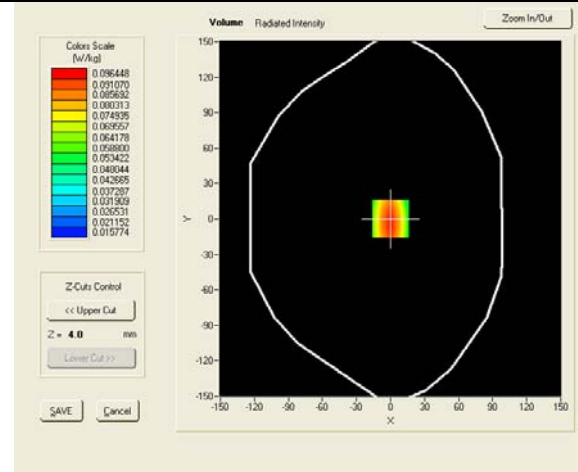 Volume Radiated Intensity
Zoom In/Out
Colors Scale
(W/kg)
0.096448
0.091070
0.085692
0.080313
0.074935
0.069557
0.064178
0.058800
0.053422
0.048044
0.042665
0.037287
0.031909
0.026531
0.021152
0.015774
Z-Cuts Control
<< Upper Cut
Z = 4.0 mm
Lower Cut >>
SAVE Cancel
150
120
90
60
30
0
-30
-60
-90
-120
-150
Y
-150 -120 -90 -60 -30 0 30 60 90 120 150
X